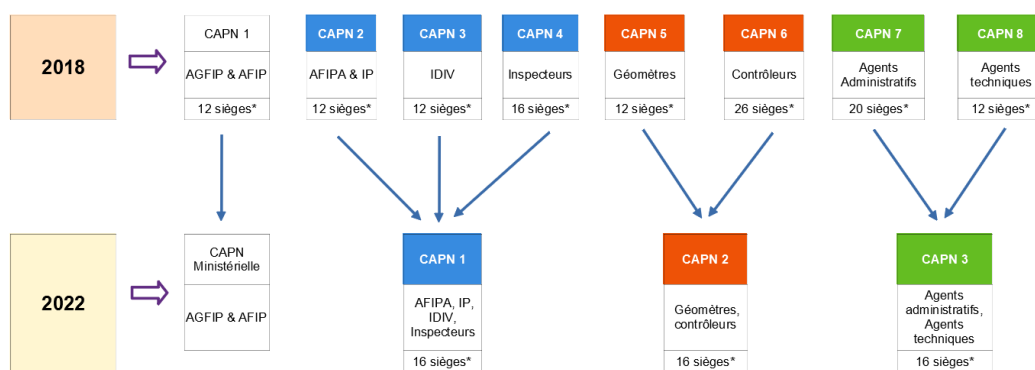 2018
CAPN 1
AGFIP & AFIP
12 sièges*
CAPN 2
AFIPA & IP
12 sièges*
CAPN 3
IDIV
12 sièges*
CAPN 4
Inspecteurs
16 sièges*
CAPN 5
Géomètres
12 sièges*
CAPN 6
Contrôleurs
26 sièges*
CAPN 7
Agents
Administratifs
20 sièges*
CAPN 8
Agents
techniques
12 sièges*
2022
CAPN
Ministérielle
AGFIP & AFIP
CAPN 1
AFIPA, IP,
IDIV,
Inspecteurs
16 sièges*
CAPN 2
Géomètres,
contrôleurs
16 sièges*
CAPN 3
Agents
administratifs,
Agents
techniques
16 sièges*